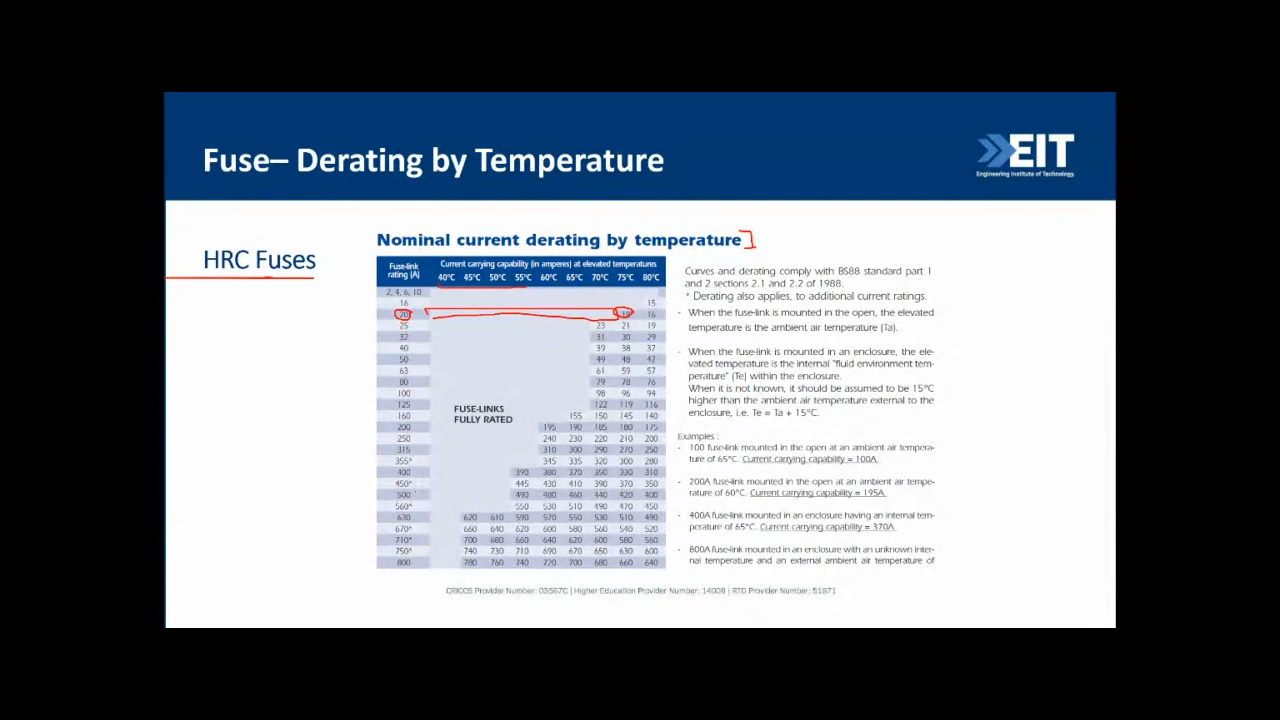 Fuse– Derating by Temperature
EIT
Engineering Institute of Technology.
HRC Fuses
Nominal current derating by temperature
Fuse-link rating (A) Current carrying capability (in amperes) at elevated temperatures
40°C 45°C 50°C 55°C 60°C 65°C 70°C 75°C 80°C
2, 4, 6, 10
16 15
20 18 16
25 23 21 19
32 31 30 29
40 39 38 37
50 49 48 47
63 61 59 57
80 79 78 76
100 98 96 94
125 122 119 116
160 155 150 145 140
200 195 190 185 180 175
250 240 230 220 210 200
315 310 300 290 270 250
355* 345 335 320 300 280
400 390 380 370 350 330 310
450* 445 430 410 390 370 350
500 490 480 460 440 420 400
560* 550 530 510 490 470 450
630 620 610 590 570 550 530 510 490
670* 660 640 620 600 580 560 540 520
710* 700 680 660 640 620 600 580 560
750* 740 730 710 690 670 650 630 600
800 780 760 740 720 700 680 660 640
FUSE-LINKS
FULLY RATED
Curves and derating comply with BS88 standard part 1
and 2 sections 2.1 and 2.2 of 1988.
* Derating also applies, to additional current ratings.
- When the fuse-link is mounted in the open, the elevated
temperature is the ambient air temperature (Ta).
- When the fuse-link is mounted in an enclosure, the ele-
vated temperature is the internal "fluid environment tem-
perature" (Te) within the enclosure.
When it is not known, it should be assumed to be 15°C
higher than the ambient air temperature external to the
enclosure, i.e. Te = Ta + 15°C.
Examples :
- 100 fuse-link mounted in the open at an ambient air tempera-
ture of 65°C. Current carrying capability = 100A.
- 200A fuse-link mounted in the open at an ambient air tempe-
rature of 60°C. Current carrying capability = 195A.
- 400A fuse-link mounted in an enclosure having an internal tem-
perature of 65°C. Current carrying capability = 370A.
- 800A fuse-link mounted in an enclosure with an unknown inter-
nal temperature and an external ambient air temperature of
CRICOS Provider Number: 03567C | Higher Education Provider Number: 14008 | RTO Provider Number: 51971